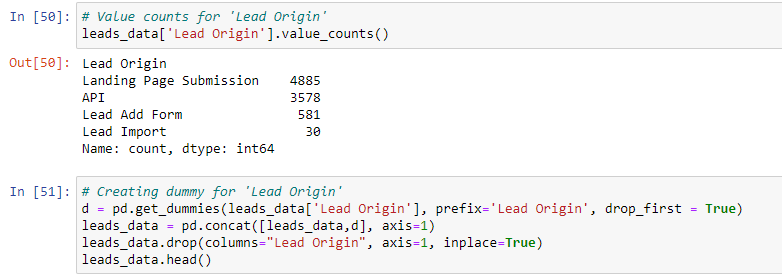 In [50]: # Value counts for 'Lead Origin'
leads_data['Lead Origin'].value_counts()
Out[50]: Lead Origin
Landing Page Submission    4885
API                        3578
Lead Add Form               581
Lead Import                  30
Name: count, dtype: int64
In [51]: # Creating dummy for 'Lead Origin'
d = pd.get_dummies(leads_data['Lead Origin'], prefix='Lead Origin', drop_first = True)
leads_data = pd.concat([leads_data,d], axis=1)
leads_data.drop(columns="Lead Origin", axis=1, inplace=True)
leads_data.head()